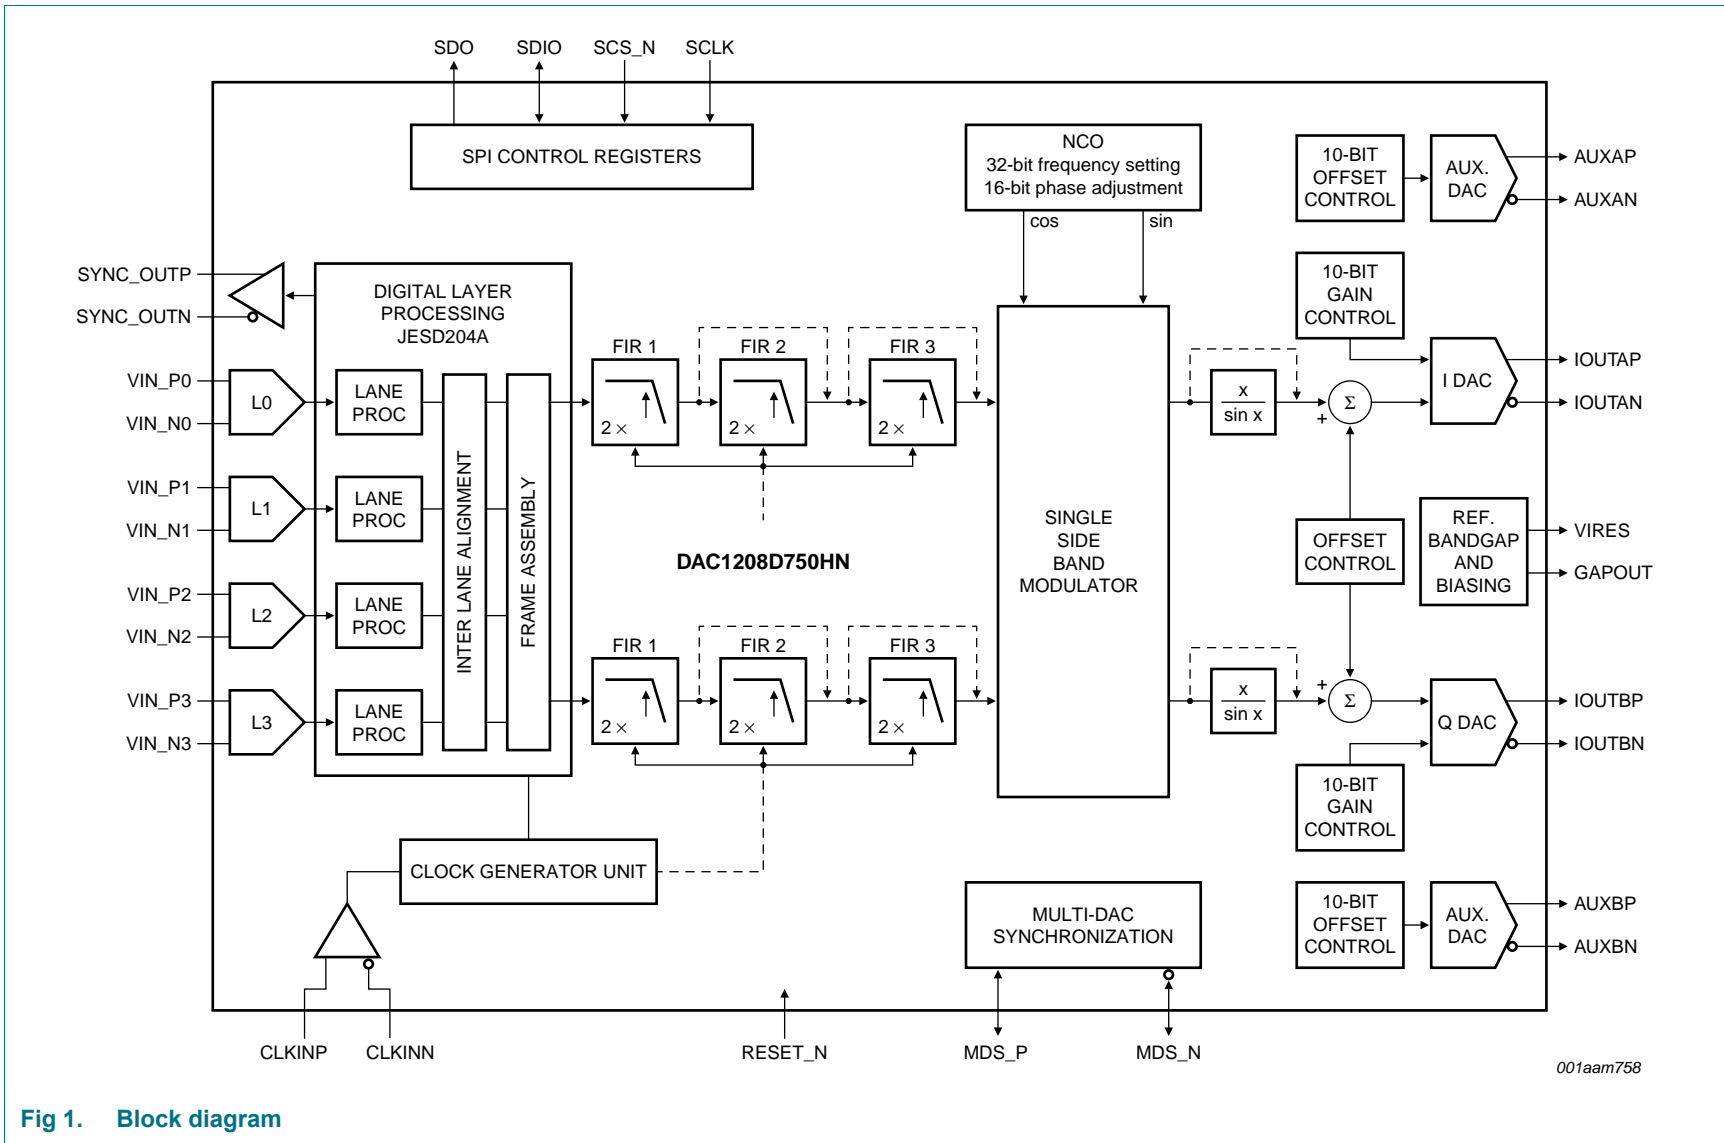 SDO
SDIO
SCS_N
SCLK
SPI CONTROL REGISTERS
NCO
32-bit frequency setting
16-bit phase adjustment
cos
sin
10-BIT
OFFSET
CONTROL
AUX.
DAC
AUXAP
AUXAN
SYNC_OUTP
SYNC_OUTN
DIGITAL LAYER
PROCESSING
JESD204A
10-BIT
GAIN
CONTROL
VIN_P0
VIN_N0
L0
LANE
PROC
VIN_P1
VIN_N1
L1
LANE
PROC
VIN_P2
VIN_N2
L2
LANE
PROC
VIN_P3
VIN_N3
L3
LANE
PROC
INTER LANE ALIGNMENT
FRAME ASSEMBLY
FIR 1
2 ×
FIR 2
2 ×
FIR 3
2 ×
DAC1208D750HN
FIR 1
2 ×
FIR 2
2 ×
FIR 3
2 ×
SINGLE
SIDE
BAND
MODULATOR
x
sin x
+
Σ
I DAC
IOUTAP
IOUTAN
OFFSET
CONTROL
REF.
BANDGAP
AND
BIASING
VIRES
GAPOUT
x
sin x
+
Σ
Q DAC
IOUTBP
IOUTBN
10-BIT
GAIN
CONTROL
CLOCK GENERATOR UNIT
MULTI-DAC
SYNCHRONIZATION
10-BIT
OFFSET
CONTROL
AUX.
DAC
AUXBP
AUXBN
CLKINP
CLKINN
RESET_N
MDS_P
MDS_N
001aam758
Fig 1. Block diagram